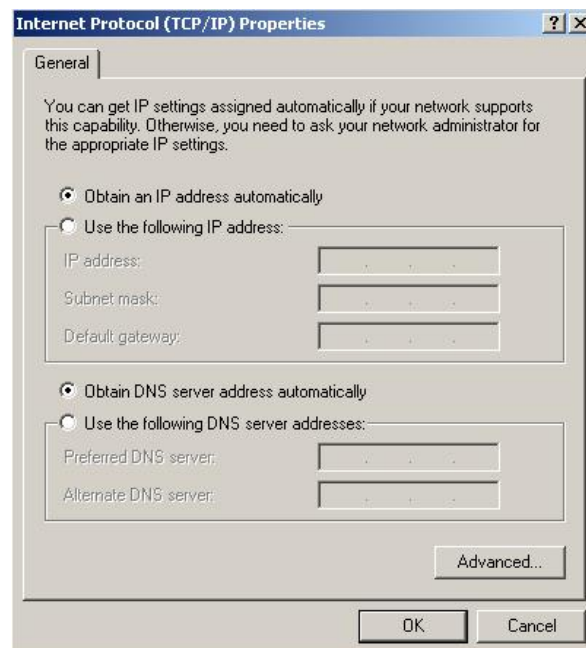 Internet Protocol (TCP/IP) Properties
General
You can get IP settings assigned automatically if your network supports
this capability. Otherwise, you need to ask your network administrator for
the appropriate IP settings.
Obtain an IP address automatically
Use the following IP address:
IP address:
Subnet mask:
Default gateway:
Obtain DNS server address automatically
Use the following DNS server addresses:
Preferred DNS server:
Alternate DNS server:
Advanced...
OK
Cancel